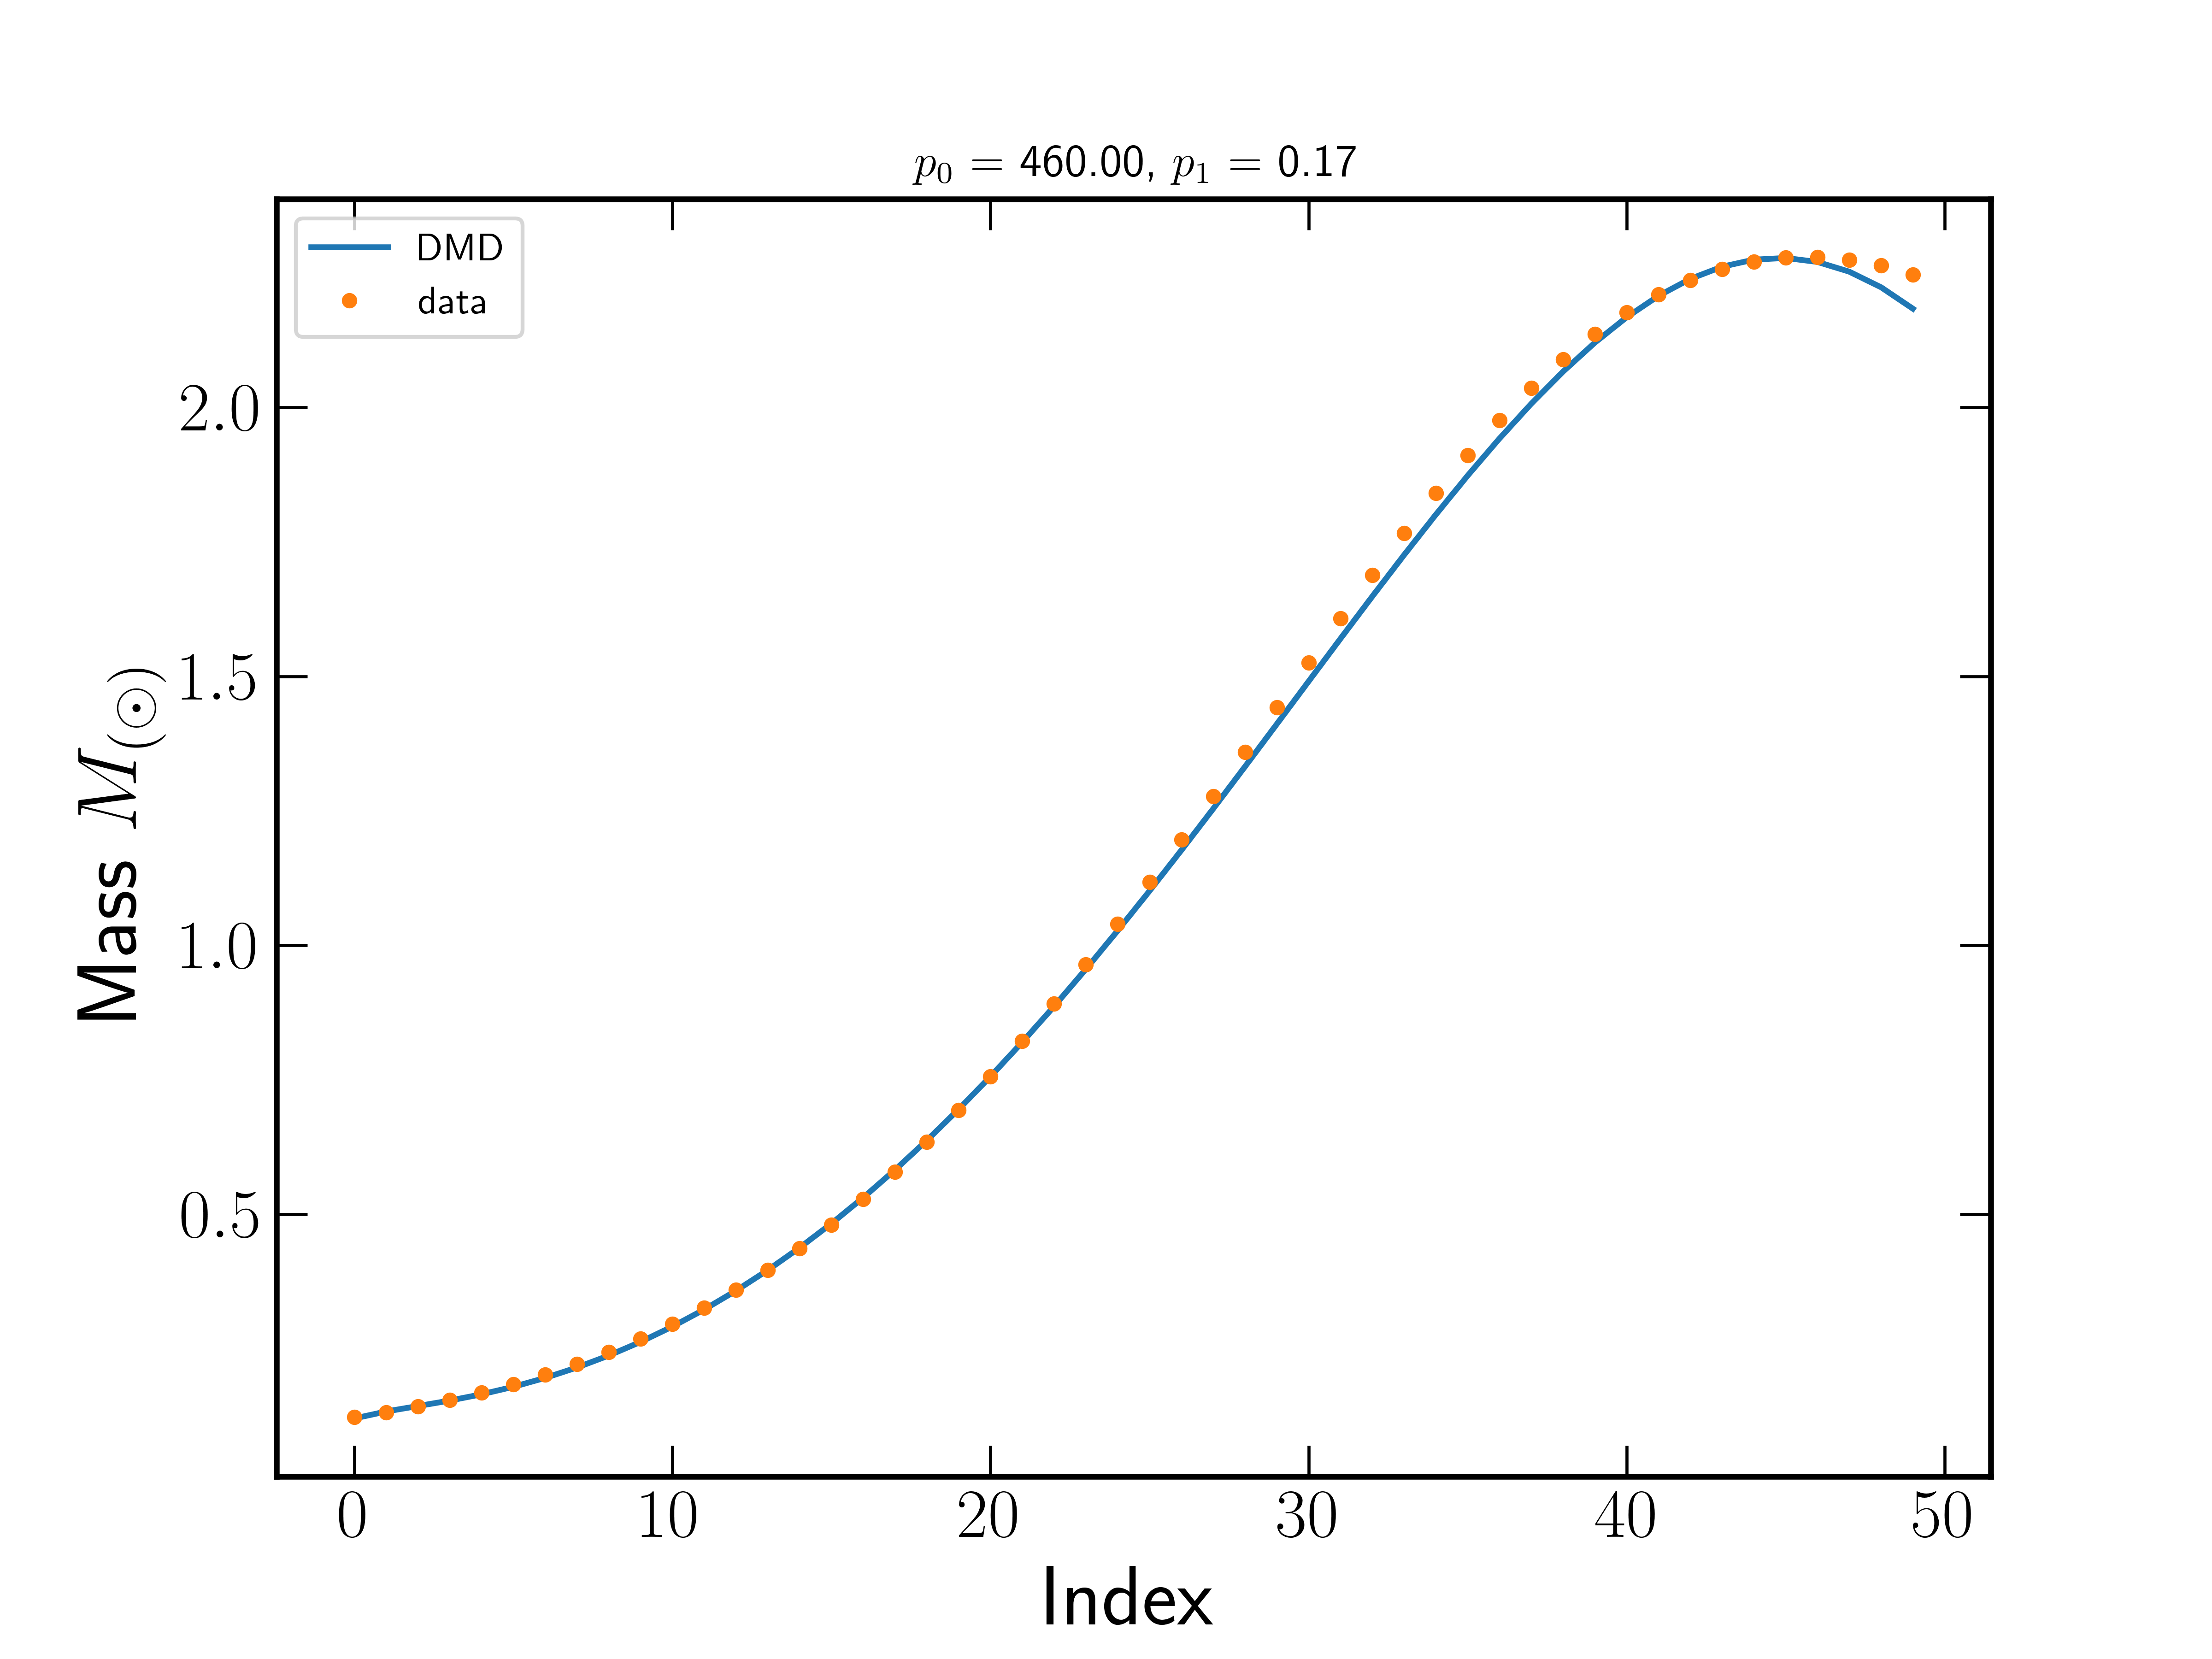 p₀ = 460.00, p₁ = 0.17
DMD
data
2.0
1.5
1.0
0.5
Mass M(⊙)
0 10 20 30 40 50
Index